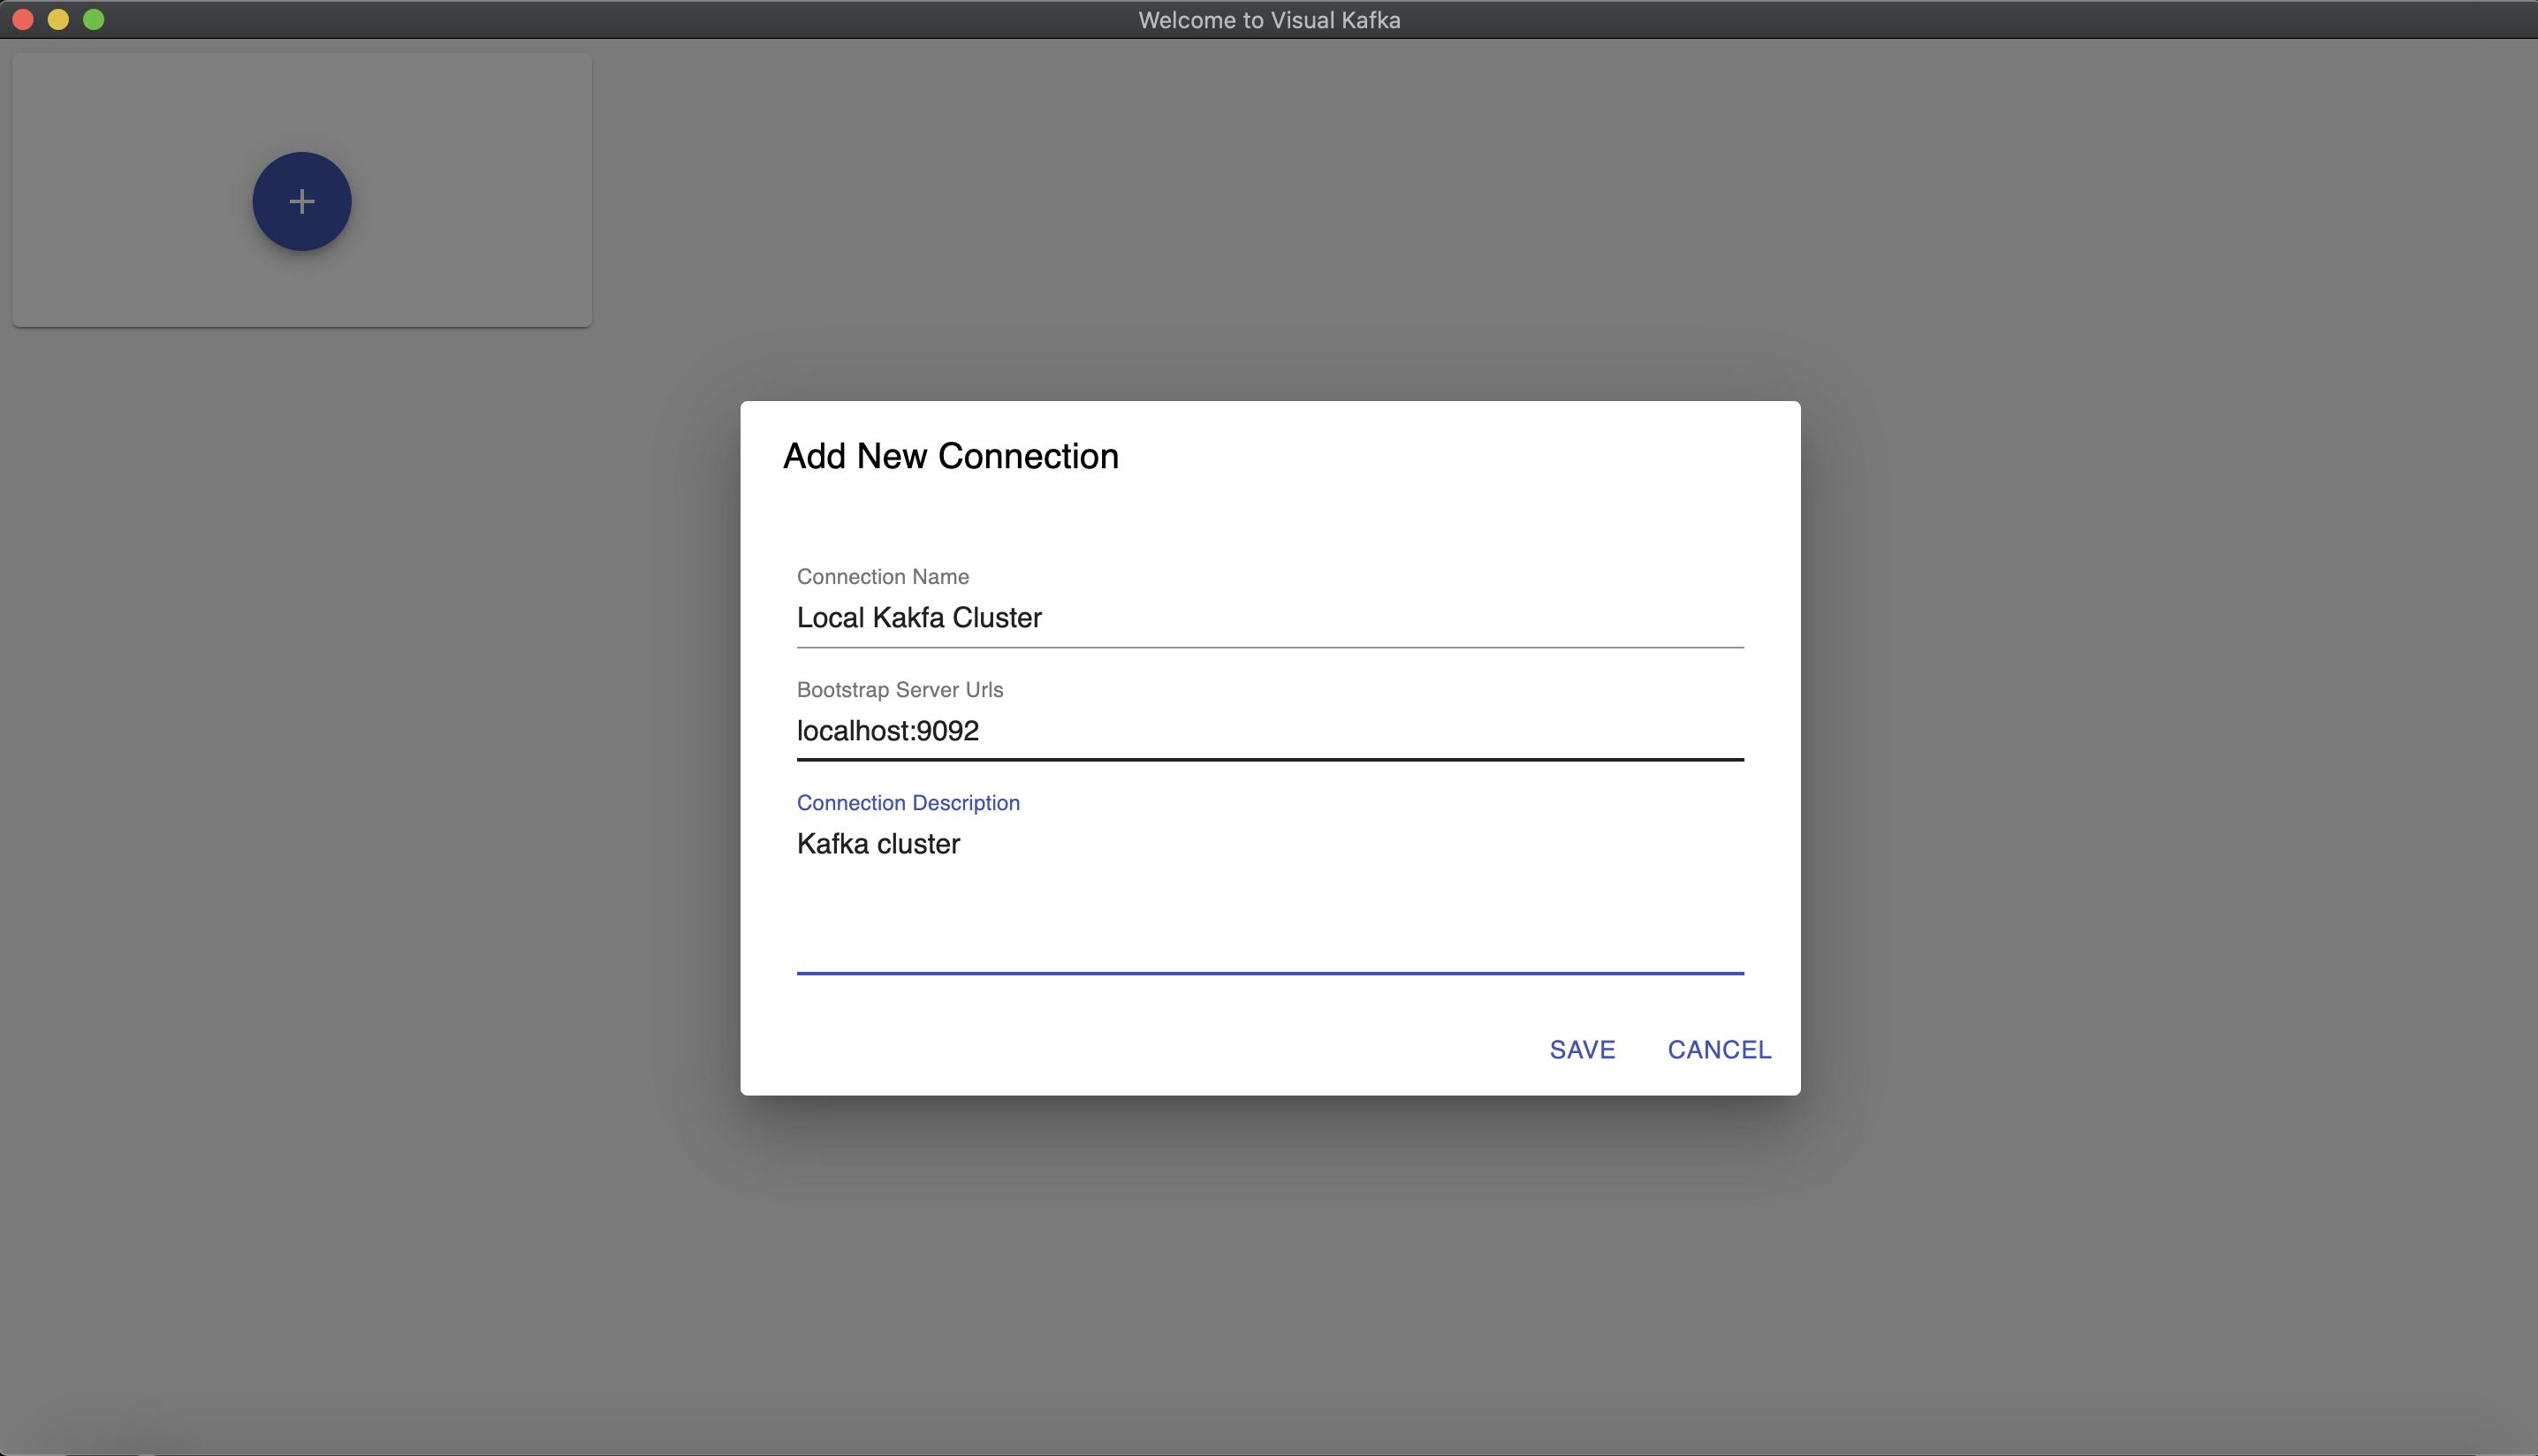 Welcome to Visual Kafka
+
Add New Connection
Connection Name
Local Kakfa Cluster
Bootstrap Server Urls
localhost:9092
Connection Description
Kafka cluster
SAVE CANCEL